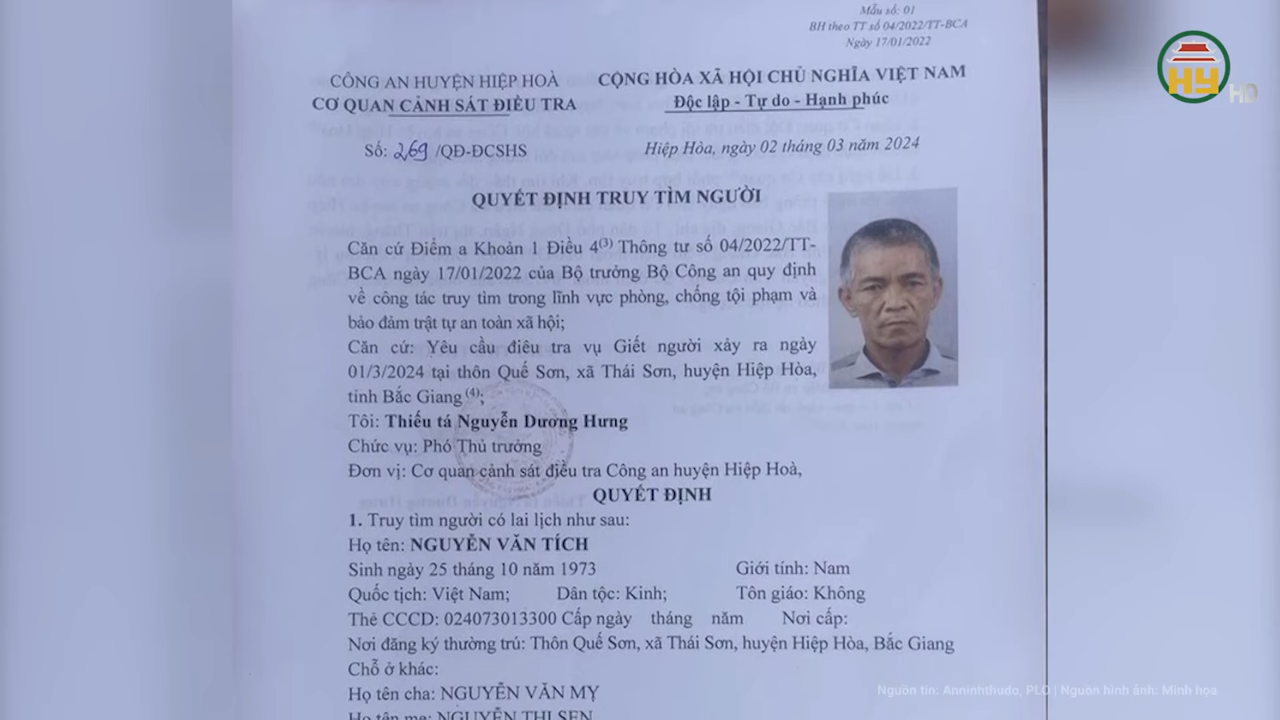 Mẫu số: 01
BH theo TT số 04/2022/TT-BCA
Ngày 17/01/2022
CÔNG AN HUYỆN HIỆP HOÀ
CƠ QUAN CẢNH SÁT ĐIỀU TRA
CỘNG HÒA XÃ HỘI CHỦ NGHĨA VIỆT NAM
Độc lập - Tự do - Hạnh phúc
Số: 269 /QĐ-ĐCSHS
Hiệp Hòa, ngày 02 tháng 03 năm 2024
HY HD
QUYẾT ĐỊNH TRUY TÌM NGƯỜI
Căn cứ Điểm a Khoản 1 Điều 4(3) Thông tư số 04/2022/TT-
BCA ngày 17/01/2022 của Bộ trưởng Bộ Công an quy định
về công tác truy tìm trong lĩnh vực phòng, chống tội phạm và
bảo đảm trật tự an toàn xã hội;
Căn cứ: Yêu cầu điêu tra vụ Giết người xảy ra ngày
01/3/2024 tại thôn Quế Sơn, xã Thái Sơn, huyện Hiệp Hòa,
tỉnh Bắc Giang (4);
Tôi: Thiếu tá Nguyễn Dương Hưng
Chức vụ: Phó Thủ trưởng
Đơn vị: Cơ quan cảnh sát điều tra Công an huyện Hiệp Hoà,
QUYẾT ĐỊNH
1. Truy tìm người có lai lịch như sau:
Họ tên: NGUYỄN VĂN TÍCH
Sinh ngày 25 tháng 10 năm 1973 Giới tính: Nam
Quốc tịch: Việt Nam; Dân tộc: Kinh; Tôn giáo: Không
Thẻ CCCD: 024073013300 Cấp ngày tháng năm Nơi cấp:
Nơi đăng ký thường trú: Thôn Quế Sơn, xã Thái Sơn, huyện Hiệp Hòa, Bắc Giang
Chỗ ở khác:
Họ tên cha: NGUYỄN VĂN MỴ
Họ tên mẹ: NGUYỄN THỊ SEN
Nguồn tin: Anninhthudo, PLO | Nguồn hình ảnh: Minh họa